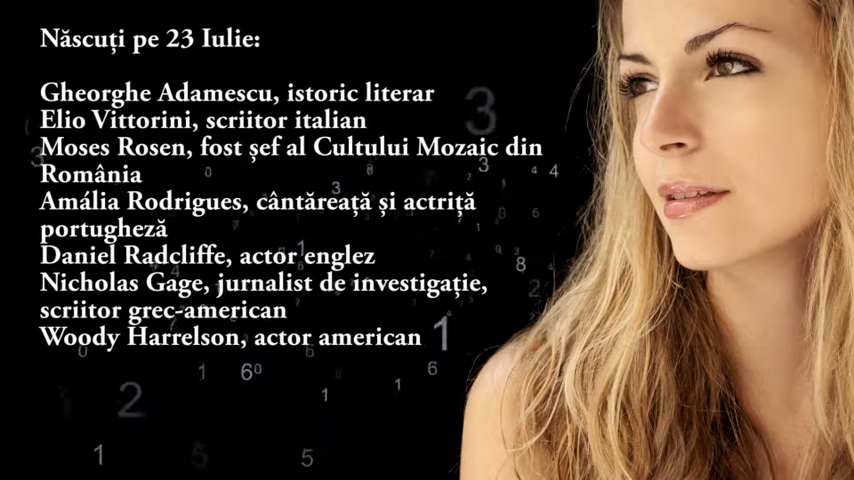 Născuți pe 23 Iulie:
Gheorghe Adamescu, istoric literar
Elio Vittorini, scriitor italian
Moses Rosen, fost șef al Cultului Mozaic din
România
Amália Rodrigues, cântăreață și actriță
portugheză
Daniel Radcliffe, actor englez
Nicholas Gage, jurnalist de investigație,
scriitor grec-american
Woody Harrelson, actor american